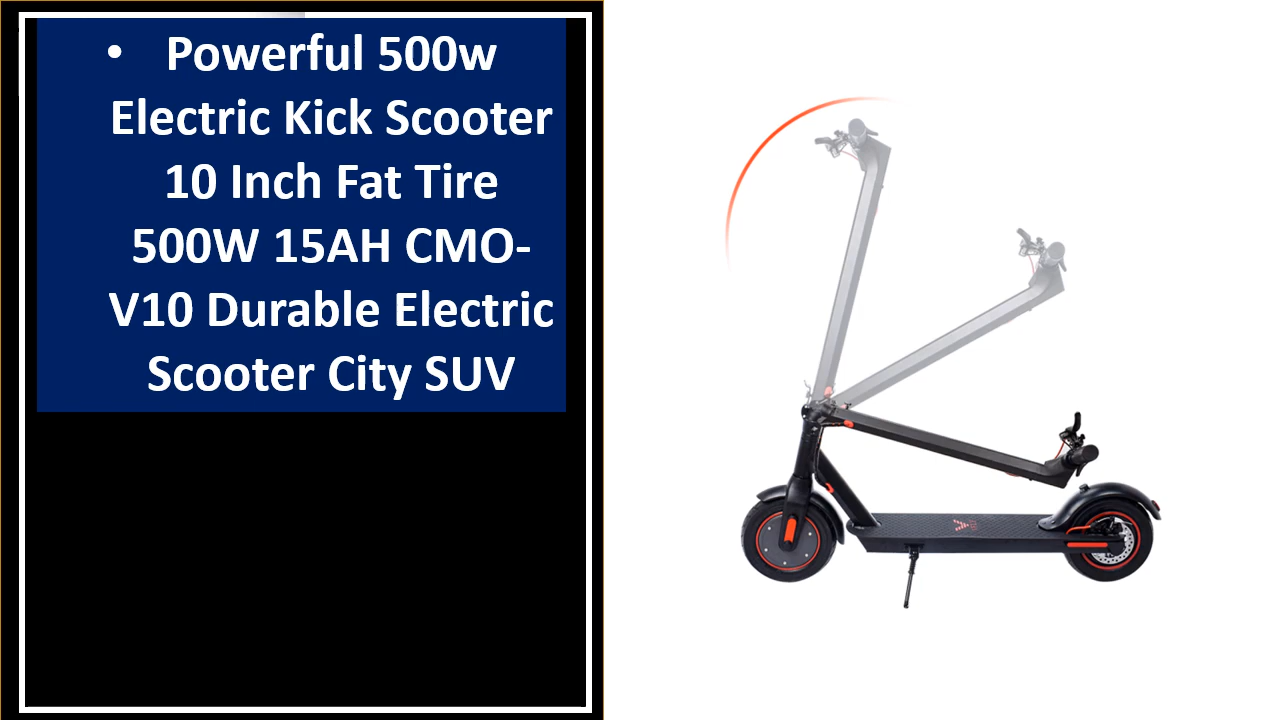 • Powerful 500w
Electric Kick Scooter
10 Inch Fat Tire
500W 15AH CMO-
V10 Durable Electric
Scooter City SUV